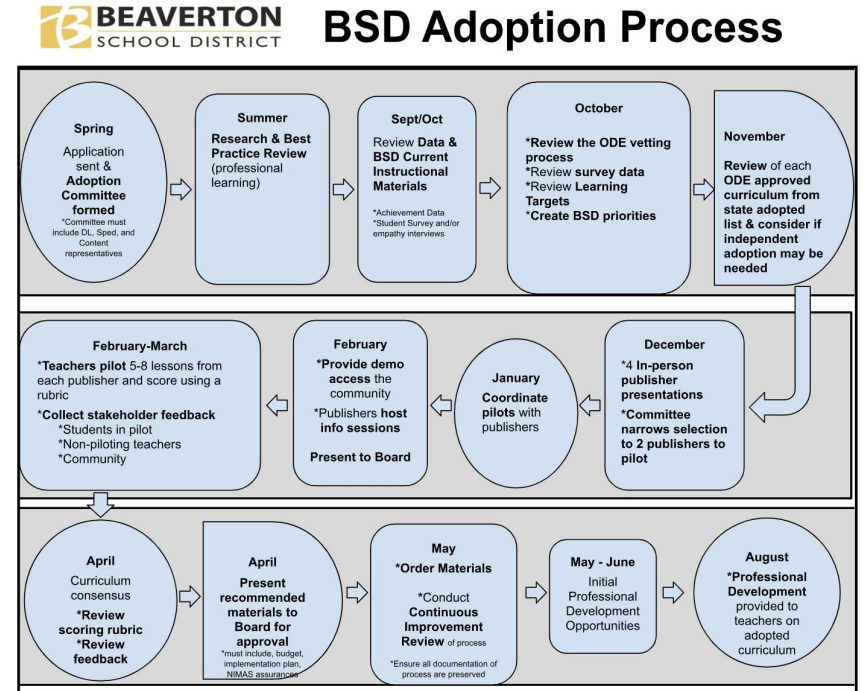 BEAVERTON
SCHOOL DISTRICT
BSD Adoption Process
Spring
Application
sent &
Adoption
Committee
formed
*Committee must
include DL, Sped, and
Content
representatives
Summer
Research & Best
Practice Review
(professional
learning)
Sept/Oct
Review Data &
BSD Current
Instructional
Materials
*Achievement Data
*Student Survey and/or
empathy interviews
October
*Review the ODE vetting
process
*Review survey data
*Review Learning
Targets
*Create BSD priorities
November
Review of each
ODE approved
curriculum from
state adopted
list & consider if
independent
adoption may be
needed
December
*4 In-person
publisher
presentations
*Committee
narrows selection
to 2 publishers to
pilot
January
Coordinate
pilots with
publishers
February
*Provide demo
access the
community
*Publishers host
info sessions
Present to Board
February-March
*Teachers pilot 5-8 lessons from
each publisher and score using a
rubric
*Collect stakeholder feedback
*Students in pilot
*Non-piloting teachers
*Community
April
Curriculum
consensus
*Review
scoring rubric
*Review
feedback
April
Present
recommended
materials to
Board for
approval
*must include, budget,
implementation plan,
NIMAS assurances
May
*Order Materials
*Conduct
Continuous
Improvement
Review of process
*Ensure all documentation of
process are preserved
May - June
Initial
Professional
Development
Opportunities
August
*Professional
Development
provided to
teachers on
adopted
curriculum